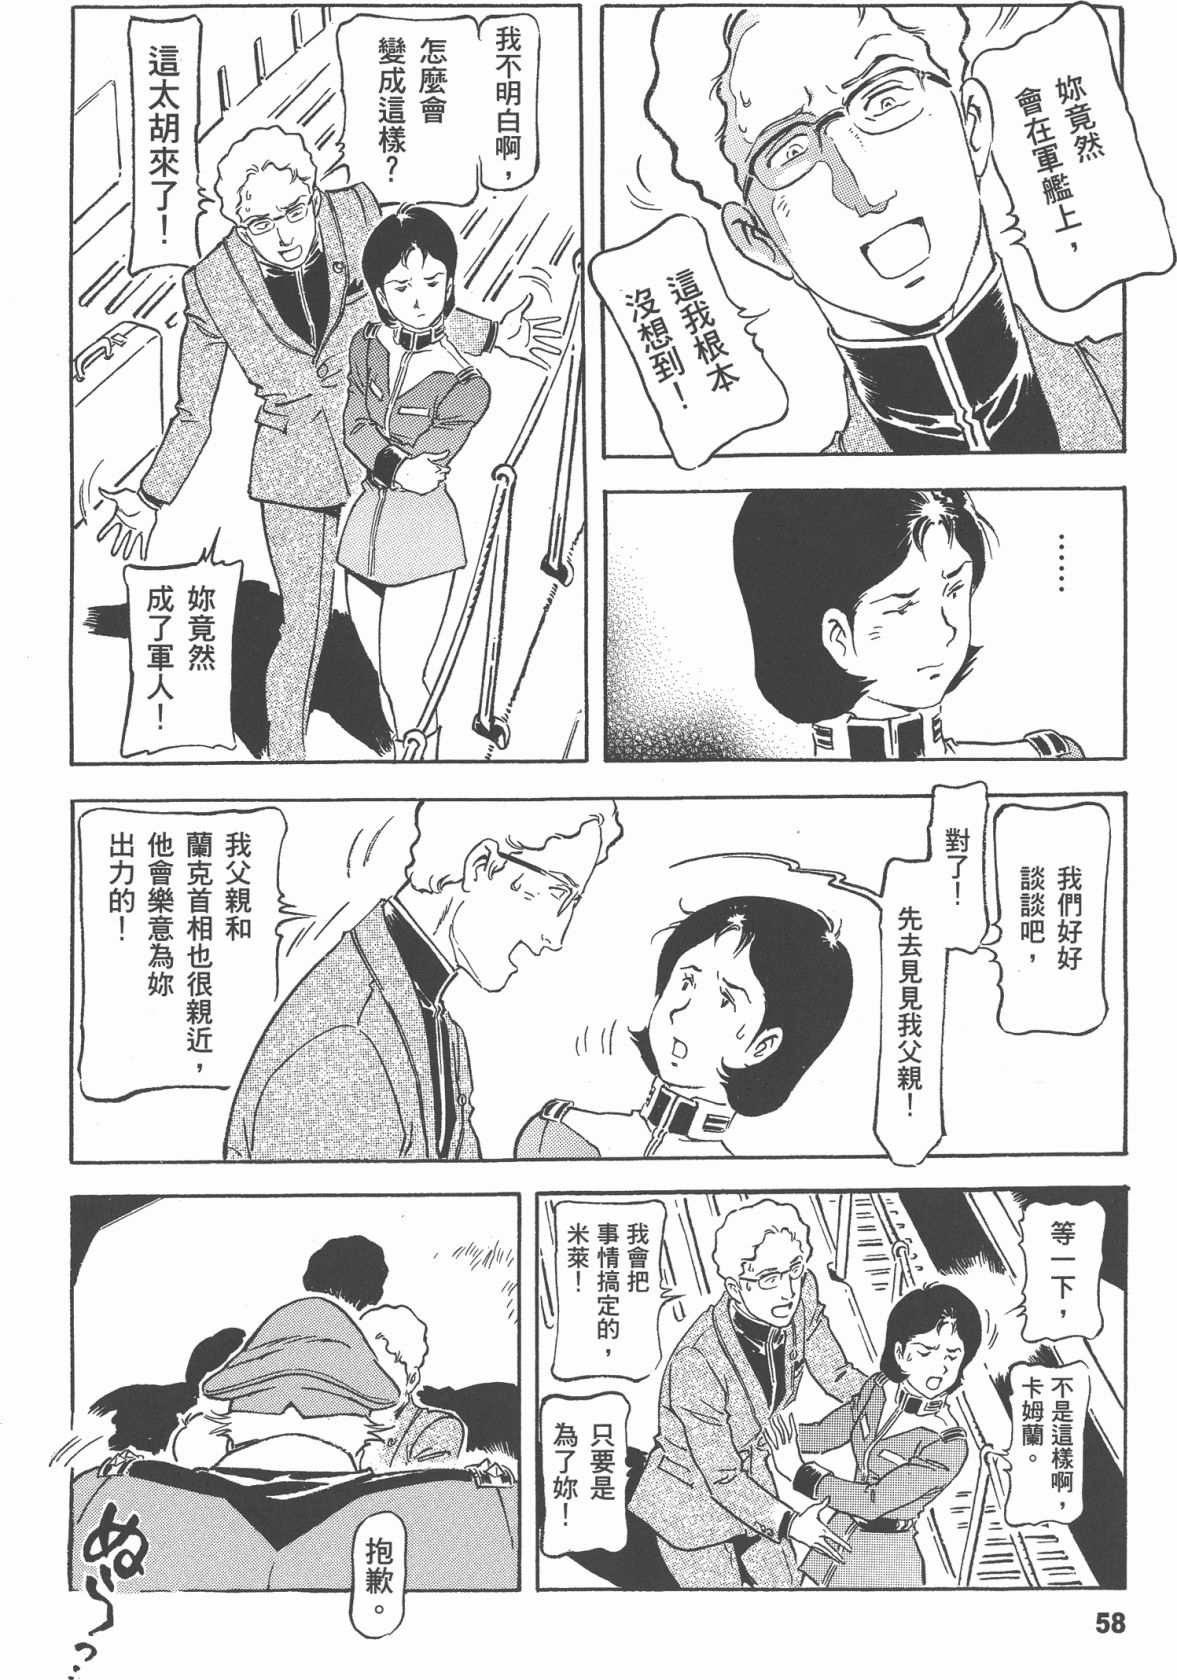 妳竟然
會在軍艦上，
這我根本
沒想到！
……
我不明白啊，
怎麼會
變成這樣？
這太胡來了！
妳竟然
成了軍人！
我們好好
談談吧，
對了！
先去見見我父親！
我父親和
蘭克首相也很親近，
他會樂意為妳
出力的！
等一下，
不是這樣啊，
卡姆蘭。
我會把
事情搞定的，
米萊！
只要是
為了妳！
抱歉。
ぬ～？
58